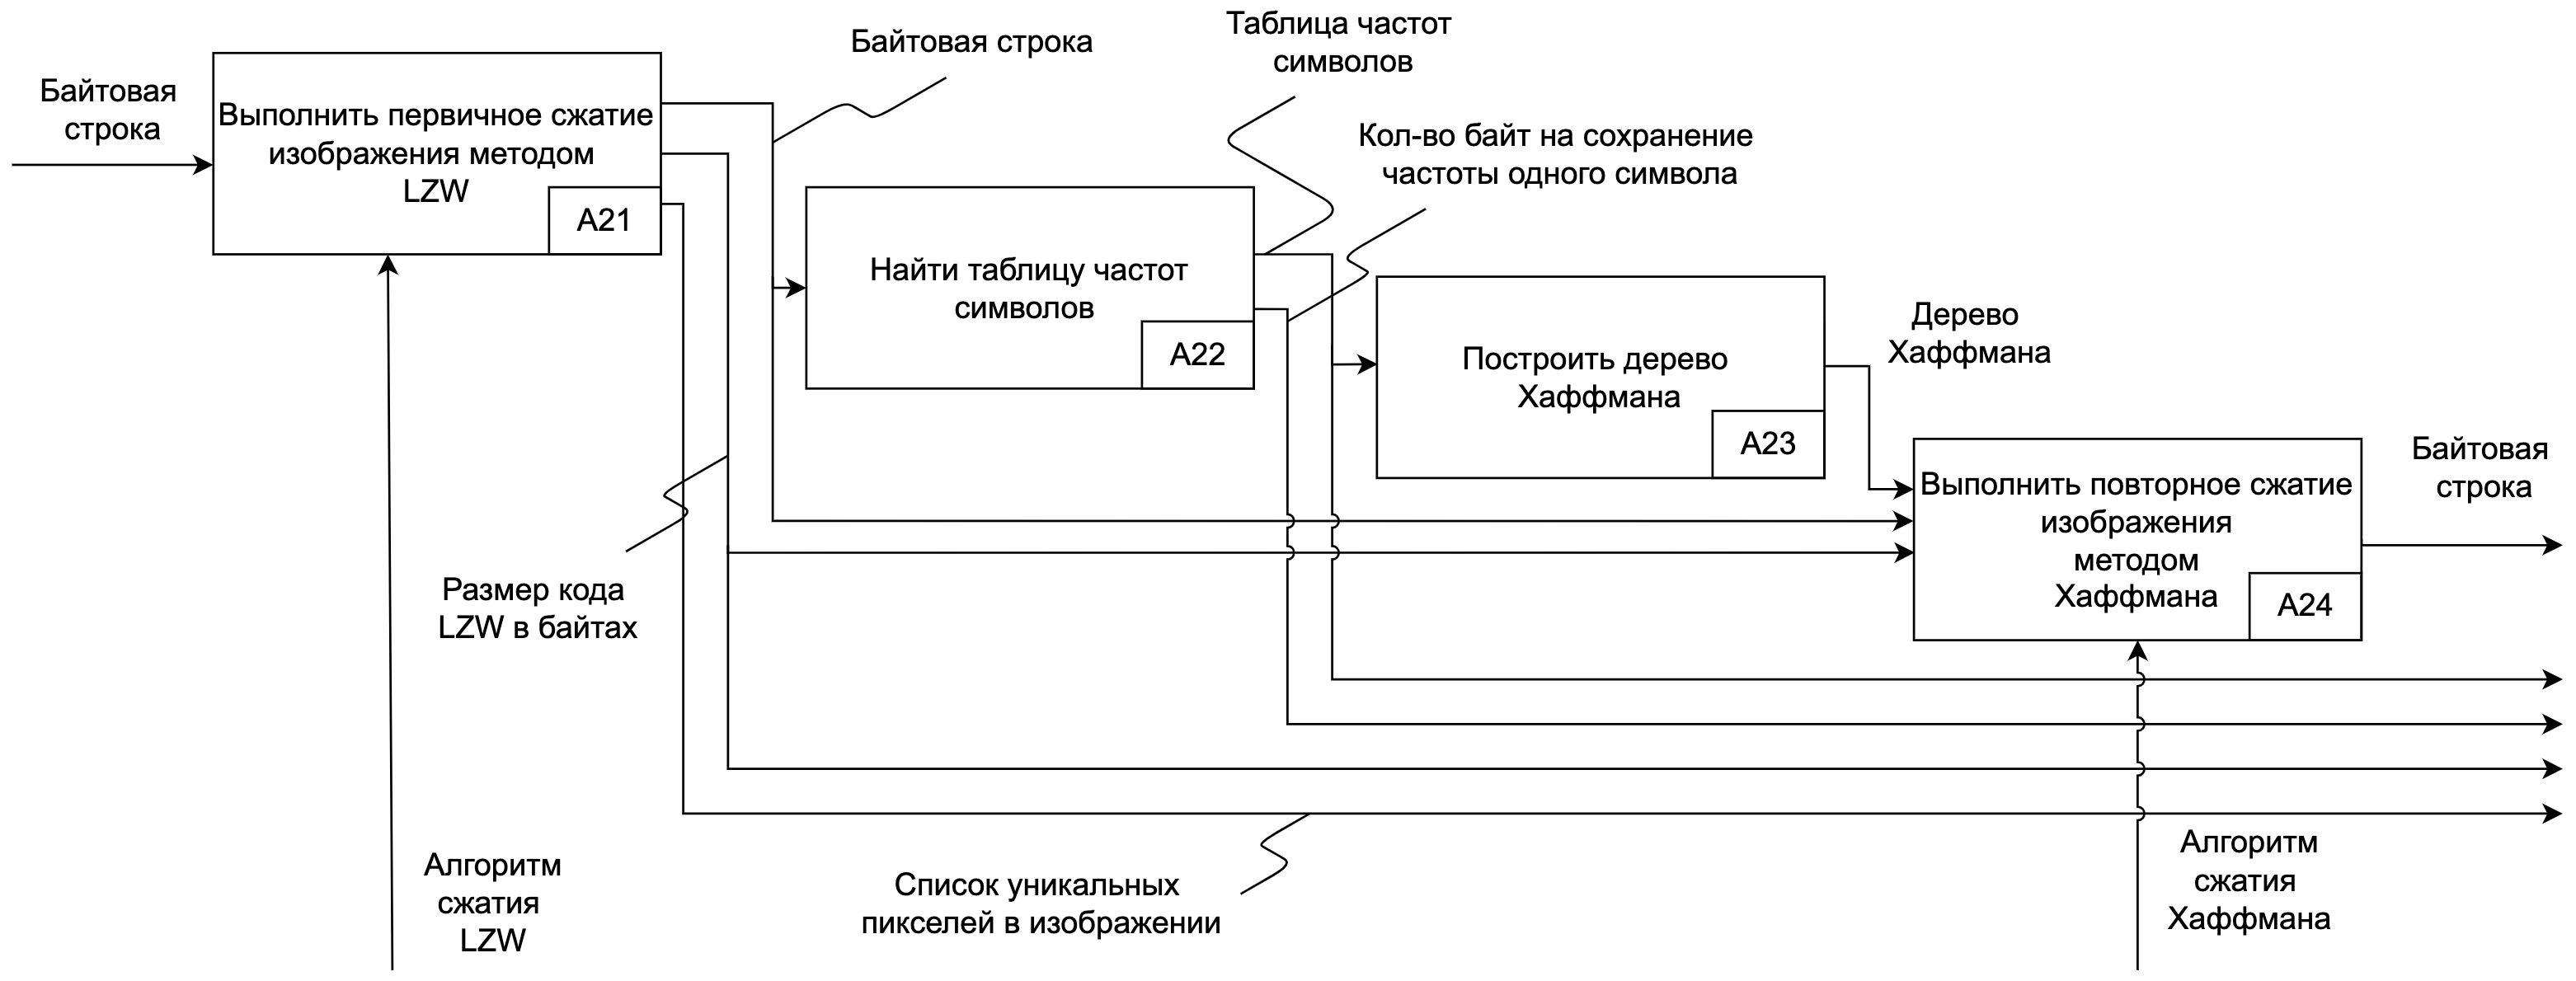 Таблица частот
символов
Байтовая строка
Байтовая
строка
Выполнить первичное сжатие
изображения методом
LZW
A21
Кол-во байт на сохранение
частоты одного символа
Найти таблицу частот
символов
A22
Построить дерево
Хаффмана
A23
Дерево
Хаффмана
Выполнить повторное сжатие
изображения
методом
Хаффмана
A24
Байтовая
строка
Размер кода
LZW в байтах
Алгоритм
сжатия
LZW
Список уникальных
пикселей в изображении
Алгоритм
сжатия
Хаффмана